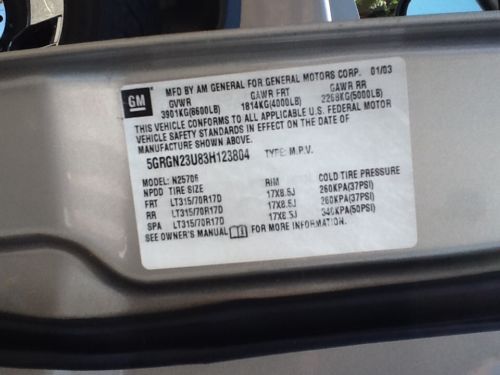 GM
MFD BY AM GENERAL FOR GENERAL MOTORS CORP. 01/03
GVWR GAWR FRT GAWR RR
3901KG(8600LB) 1814KG(4000LB) 2268KG(5000LB)
THIS VEHICLE CONFORMS TO ALL APPLICABLE U.S. FEDERAL MOTOR
VEHICLE SAFETY STANDARDS IN EFFECT ON THE DATE OF
MANUFACTURE SHOWN ABOVE.
5GRGN23U83H123804 TYPE: M.P.V.
MODEL: N25706
NPDD TIRE SIZE RIM COLD TIRE PRESSURE
FRT LT315/70R17D 17X8.5J 260KPA(37PSI)
RR LT315/70R17D 17X8.5J 260KPA(37PSI)
SPA LT315/70R17D 17X8.5J 340KPA(50PSI)
SEE OWNER'S MANUAL FOR MORE INFORMATION.